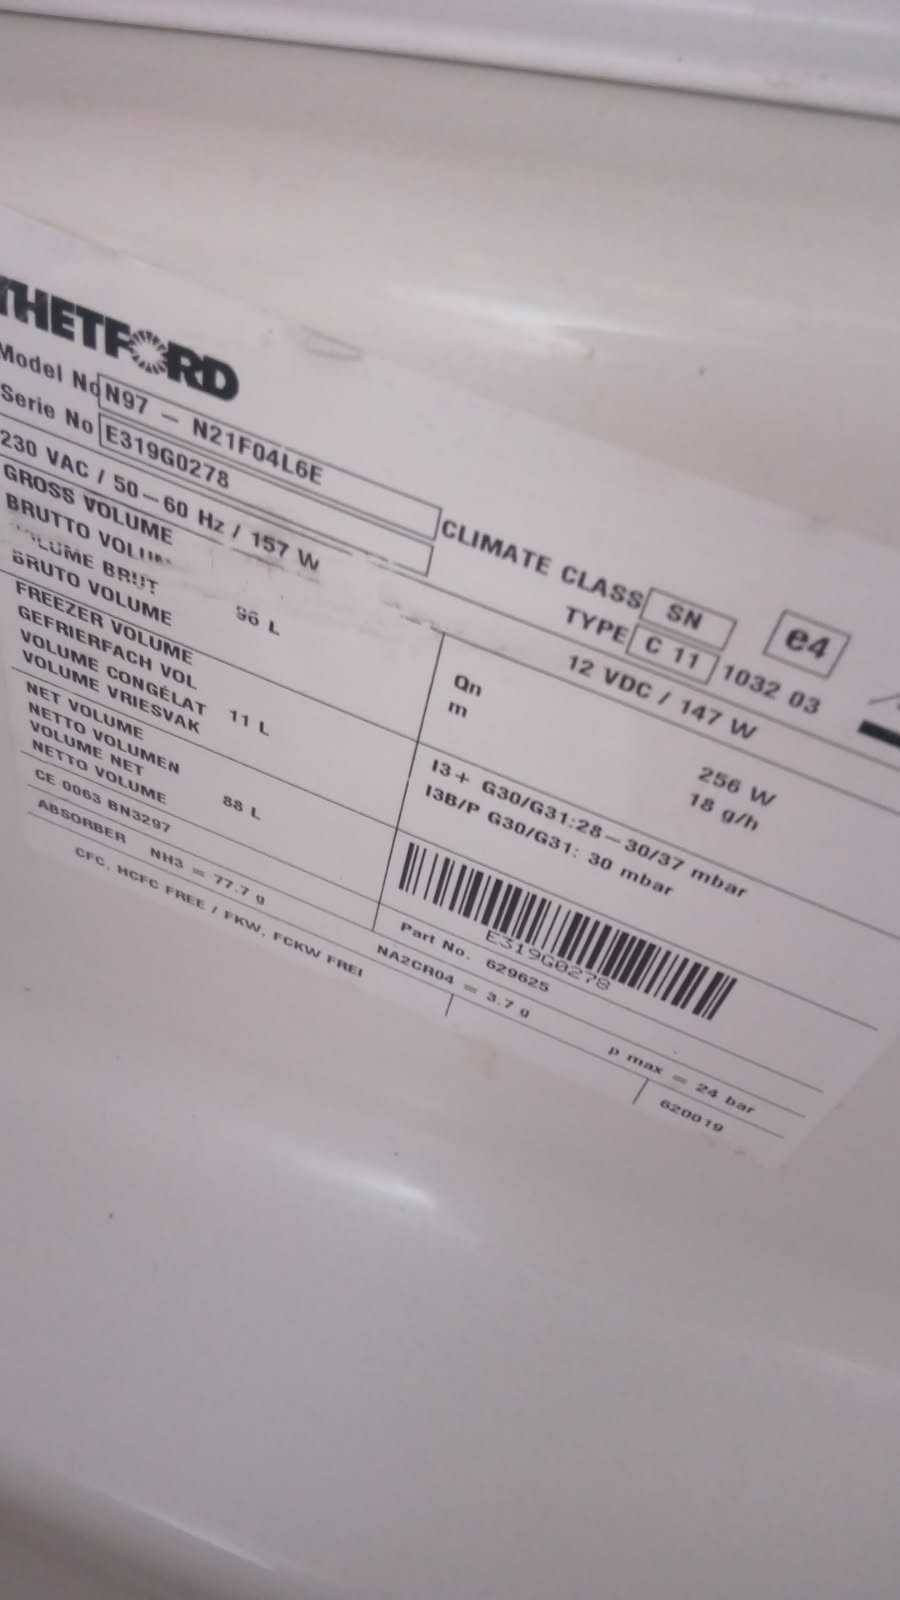 THETFORD
Model No N97 – N21F04L6E
Serie No E319G0278
CLIMATE CLASS SN e4
TYPE C 11 1032 03
230 VAC / 50–60 Hz / 157 W
12 VDC / 147 W
GROSS VOLUME
BRUTTO VOLUM
VOLUME BRUT
BRUTO VOLUME
96 L
FREEZER VOLUME
GEFRIERFACH VOL
VOLUME CONGÉLAT
VOLUME VRIESVAK
11 L
NET VOLUME
NETTO VOLUMEN
VOLUME NET
NETTO VOLUME
88 L
Qn 256 W
m 18 g/h
I3+ G30/G31:28–30/37 mbar
I3B/P G30/G31: 30 mbar
E319G0278
CE 0063 BN3297
Part No. 629625
ABSORBER NH3 = 77.7 g
NA2CR04 = 3.7 g
p max = 24 bar
CFC, HCFC FREE / FKW, FCKW FREI
620019